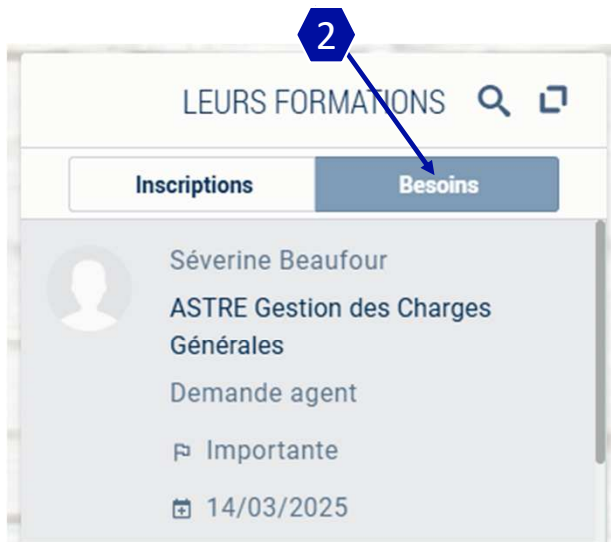 2
LEURS FORMATIONS
Inscriptions Besoins
Séverine Beaufour
ASTRE Gestion des Charges
Générales
Demande agent
Importante
14/03/2025